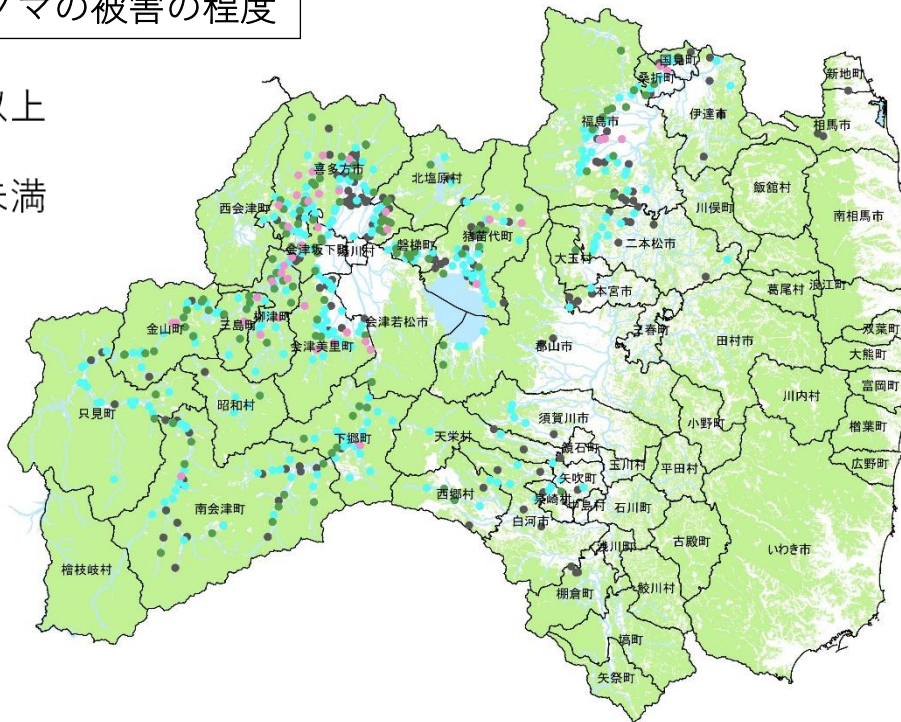 マの被害の程度
以上
未満
国見町
新地町
桑折町
伊達市
福島市
相馬市
喜多方市
北塩原村
飯舘村
西会津町
川俣町
南相馬市
猪苗代町
会津坂下町
湯川村
磐梯町
二本松市
大玉村
本宮市
葛尾村
浪江町
金山町
三島町
柳津町
会津若松市
三春町
双葉町
会津美里町
郡山市
田村市
大熊町
昭和村
川内村
富岡町
只見町
須賀川市
小野町
楢葉町
下郷町
天栄村
鏡石町
玉川村
平田村
広野町
矢吹町
西郷村
泉崎村
中島村
石川町
南会津町
白河市
古殿町
いわき市
浅川町
檜枝岐村
棚倉町
鮫川村
塙町
矢祭町